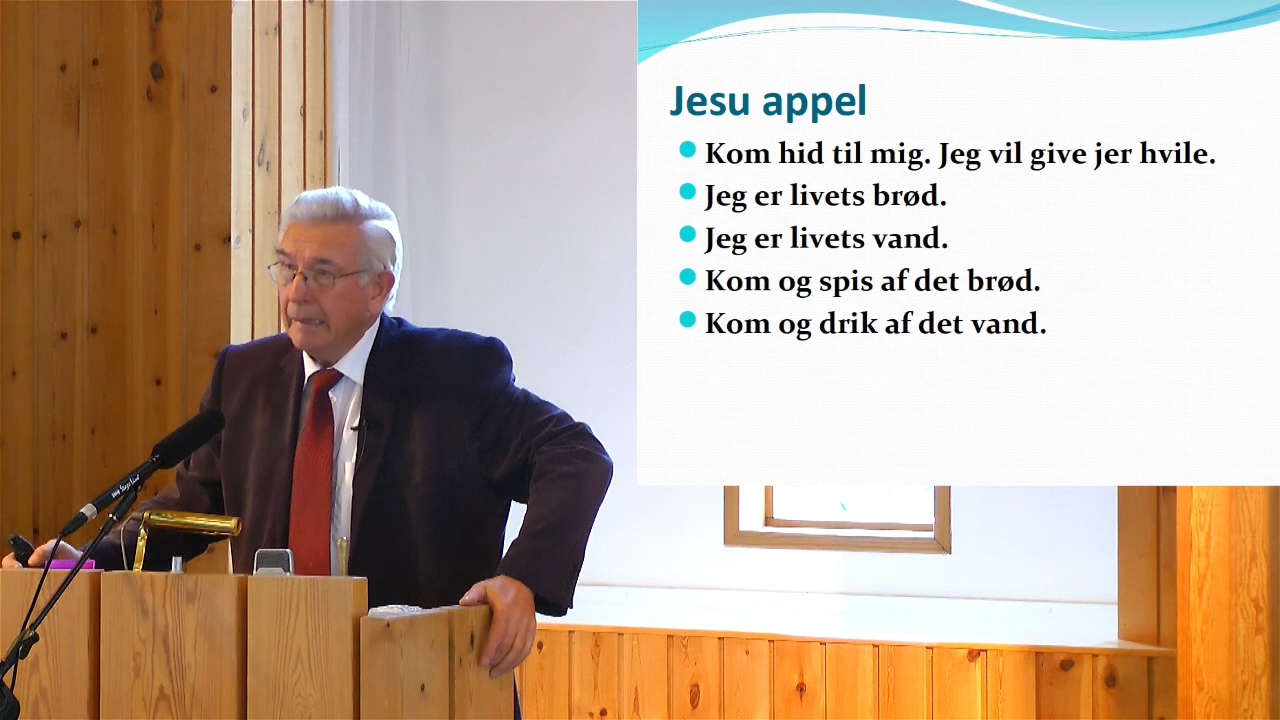 Jesu appel
Kom hid til mig. Jeg vil give jer hvile.
Jeg er livets brød.
Jeg er livets vand.
Kom og spis af det brød.
Kom og drik af det vand.